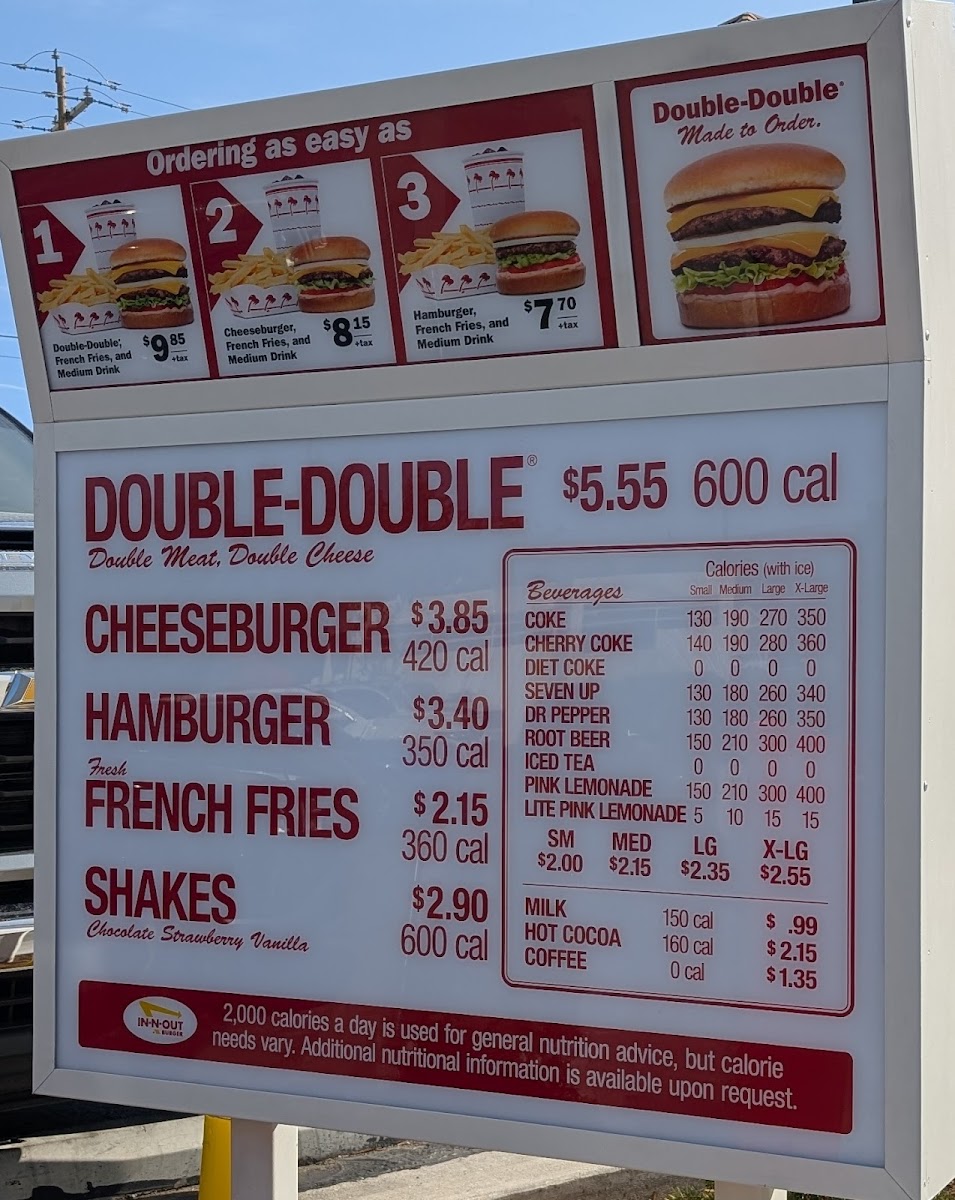 Ordering as easy as
1
Double-Double,
French Fries, and
Medium Drink
$9 85
+tax
2
Cheeseburger,
French Fries, and
Medium Drink
$8 15
+tax
3
Hamburger,
French Fries, and
Medium Drink
$7 70
+tax
Double-Double®
Made to Order.
DOUBLE-DOUBLE® $5.55 600 cal
Double Meat, Double Cheese
CHEESEBURGER $3.85
420 cal
HAMBURGER $3.40
350 cal
Fresh
FRENCH FRIES $2.15
360 cal
SHAKES $2.90
Chocolate Strawberry Vanilla 600 cal
Calories (with ice)
Beverages Small Medium Large X-Large
COKE 130 190 270 350
CHERRY COKE 140 190 280 360
DIET COKE 0 0 0 0
SEVEN UP 130 180 260 340
DR PEPPER 130 180 260 350
ROOT BEER 150 210 300 400
ICED TEA 0 0 0 0
PINK LEMONADE 150 210 300 400
LITE PINK LEMONADE 5 10 15 15
SM MED LG X-LG
$2.00 $2.15 $2.35 $2.55
MILK 150 cal $ .99
HOT COCOA 160 cal $2.15
COFFEE 0 cal $1.35
IN-N-OUT
BURGER
2,000 calories a day is used for general nutrition advice, but calorie
needs vary. Additional nutritional information is available upon request.